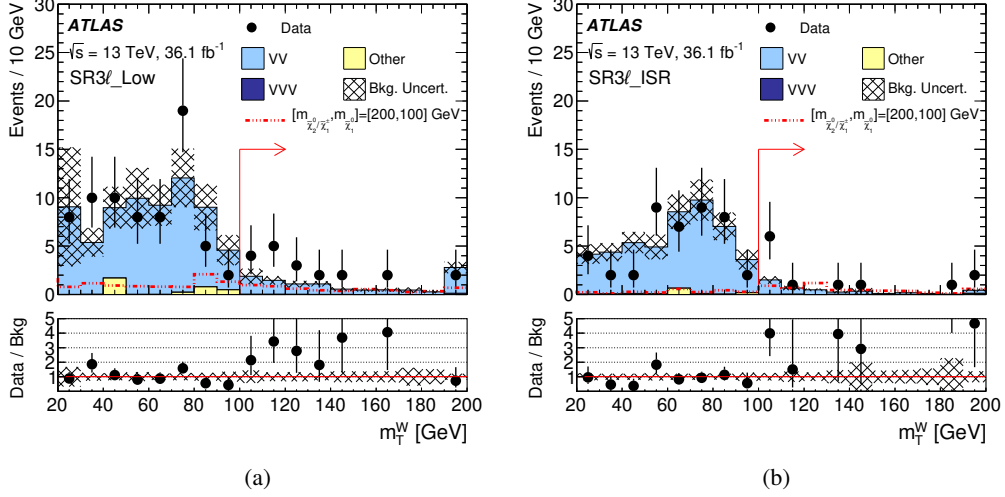 ATLAS
√s = 13 TeV, 36.1 fb⁻¹
SR3ℓ_Low
Data
VV
Other
VVV
Bkg. Uncert.
[m_{χ̃₂⁰/χ̃₁±},m_{χ̃₁⁰}]=[200,100] GeV
Events / 10 GeV
30
25
20
15
10
5
0
Data / Bkg
5
4
3
2
1
20 40 60 80 100 120 140 160 180 200
m_T^W [GeV]
(a)
ATLAS
√s = 13 TeV, 36.1 fb⁻¹
SR3ℓ_ISR
Data
VV
Other
VVV
Bkg. Uncert.
[m_{χ̃₂⁰/χ̃₁±},m_{χ̃₁⁰}]=[200,100] GeV
Events / 10 GeV
30
25
20
15
10
5
0
Data / Bkg
5
4
3
2
1
20 40 60 80 100 120 140 160 180 200
m_T^W [GeV]
(b)